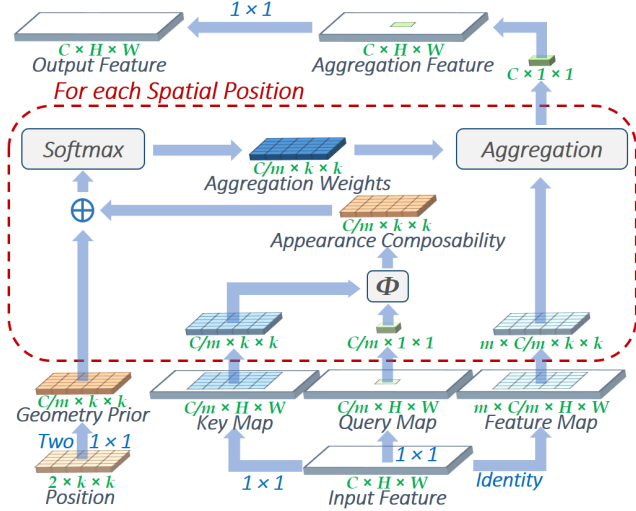 1 × 1
C × H × W
C × H × W
Output Feature
Aggregation Feature
C × 1 × 1
For each Spatial Position
Softmax
Aggregation
C/m × k × k
Aggregation Weights
C/m × k × k
Appearance Composability
Φ
C/m × k × k
C/m × 1 × 1
m × C/m × k × k
C/m × k × k
C/m × H × W
C/m × H × W
m × C/m × H × W
Geometry Prior
Key Map
Query Map
Feature Map
Two 1 × 1
1 × 1
2 × k × k
Position
1 × 1
C × H × W
Identity
Input Feature